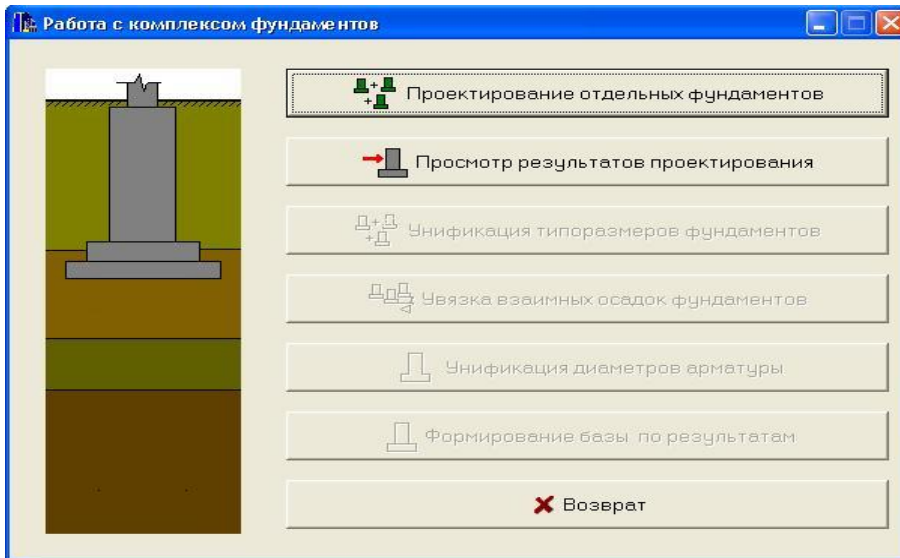 Работа с комплексом фундаментов
Проектирование отдельных фундаментов
Просмотр результатов проектирования
Унификация типоразмеров фундаментов
Увязка взаимных осадок фундаментов
Унификация диаметров арматуры
Формирование базы по результатам
Возврат